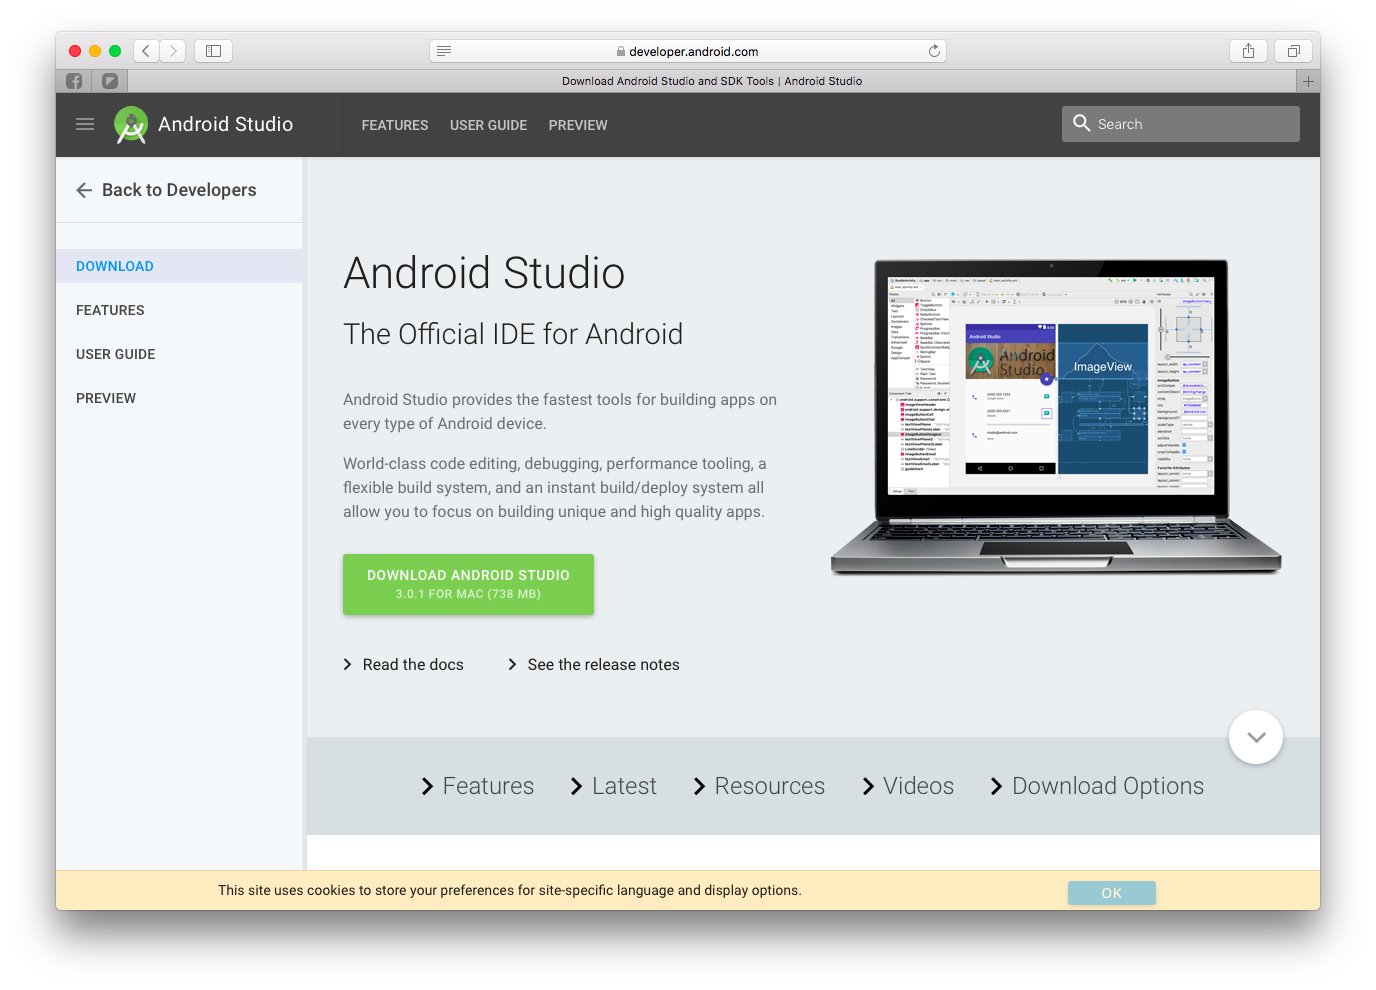 developer.android.com
Download Android Studio and SDK Tools | Android Studio
Android Studio
FEATURES
USER GUIDE
PREVIEW
Search
Back to Developers
DOWNLOAD
FEATURES
USER GUIDE
PREVIEW
Android Studio
The Official IDE for Android
Android Studio provides the fastest tools for building apps on
every type of Android device.
World-class code editing, debugging, performance tooling, a
flexible build system, and an instant build/deploy system all
allow you to focus on building unique and high quality apps.
DOWNLOAD ANDROID STUDIO
3.0.1 FOR MAC (738 MB)
Read the docs
See the release notes
Android Studio
Android
Studio
ImageView
Features
Latest
Resources
Videos
Download Options
This site uses cookies to store your preferences for site-specific language and display options.
OK